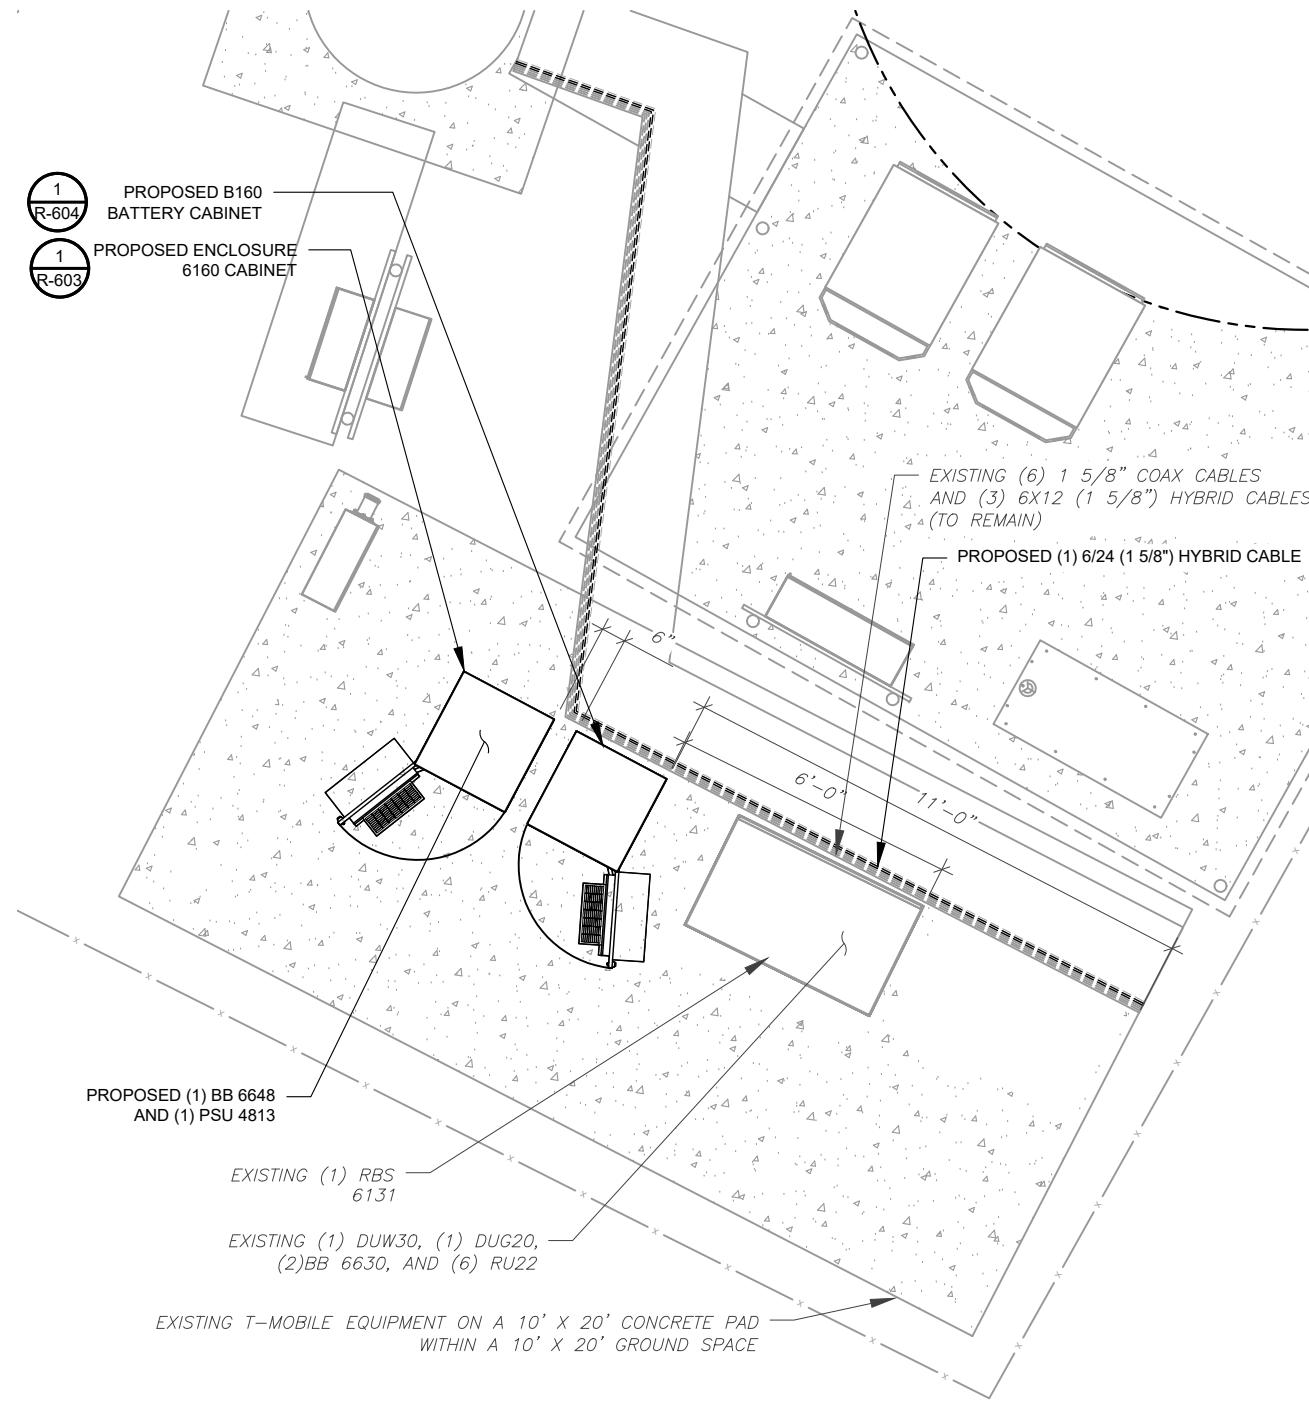 1
R-604
PROPOSED B160
BATTERY CABINET
1
R-603
PROPOSED ENCLOSURE
6160 CABINET
EXISTING (6) 1 5/8" COAX CABLES
AND (3) 6X12 (1 5/8") HYBRID CABLES
(TO REMAIN)
PROPOSED (1) 6/24 (1 5/8") HYBRID CABLE
6"
6'-0"
11'-0"
PROPOSED (1) BB 6648
AND (1) PSU 4813
EXISTING (1) RBS
6131
EXISTING (1) DUW30, (1) DUG20,
(2)BB 6630, AND (6) RU22
EXISTING T-MOBILE EQUIPMENT ON A 10' X 20' CONCRETE PAD
WITHIN A 10' X 20' GROUND SPACE